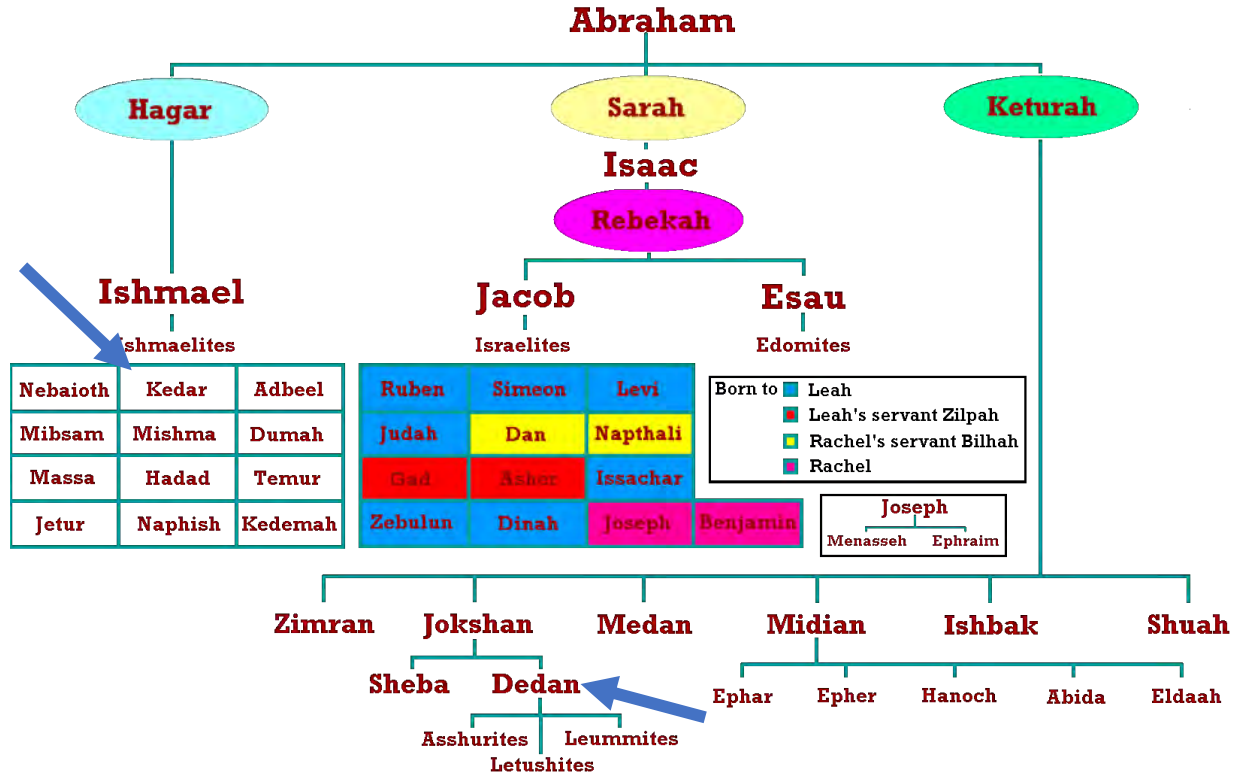 Abraham
Hagar Sarah Keturah
Isaac
Rebekah
Ishmael Jacob Esau
Ishmaelites Israelites Edomites
Nebaioth Kedar Adbeel
Mibsam Mishma Dumah
Massa Hadad Temur
Jetur Naphish Kedemah
Ruben Simeon Levi
Judah Dan Napthali
Gad Asher Issachar
Zebulun Dinah Joseph Benjamin
Born to Leah
Leah's servant Zilpah
Rachel's servant Bilhah
Rachel
Joseph
Menasseh Ephraim
Zimran Jokshan Medan Midian Ishbak Shuah
Sheba Dedan
Ephar Epher Hanoch Abida Eldaah
Asshurites Leummites
Letushites